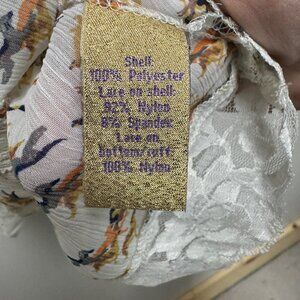 Shell:
100% Polyester
Lace on shell:
92% Nylon
8% Spandex
Lace on
bottom/cuff:
100% Nylon